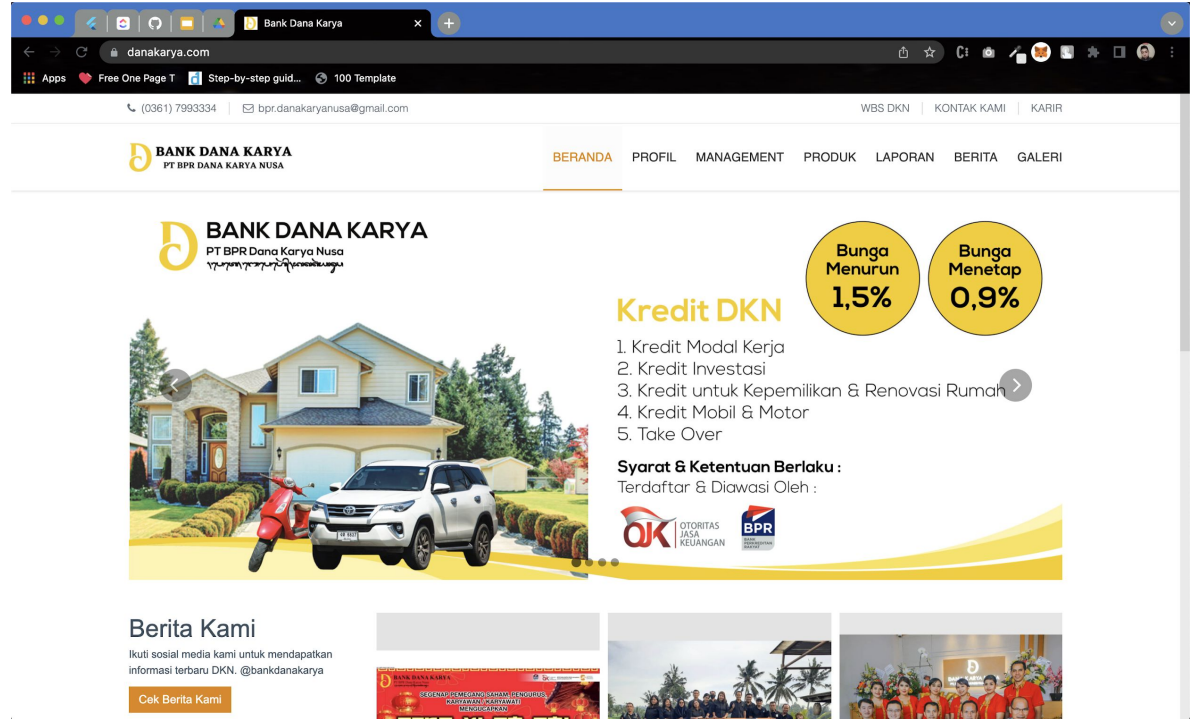 Bank Dana Karya
danakarya.com
Apps
Free One Page T
Step-by-step guid...
100 Template
(0361) 7993334
bpr.danakaryanusa@gmail.com
WBS DKN
KONTAK KAMI
KARIR
BANK DANA KARYA
PT BPR DANA KARYA NUSA
BERANDA PROFIL MANAGEMENT PRODUK LAPORAN BERITA GALERI
BANK DANA KARYA
PT BPR Dana Karya Nusa
Bunga
Menurun
1,5%
Bunga
Menetap
0,9%
Kredit DKN
1. Kredit Modal Kerja
2. Kredit Investasi
3. Kredit untuk Kepemilikan & Renovasi Rumah
4. Kredit Mobil & Motor
5. Take Over
Syarat & Ketentuan Berlaku :
Terdaftar & Diawasi Oleh :
OJK
OTORITAS
JASA
KEUANGAN
BPR
BANK
PERKREDITAN
RAKYAT
Berita Kami
Ikuti sosial media kami untuk mendapatkan
informasi terbaru DKN. @bankdanakarya
Cek Berita Kami
BANK DANA KARYA
SEGENAP PEMEGANG SAHAM, PENGURUS,
KARYAWAN/ KARYAWATI
MENGUCAPKAN